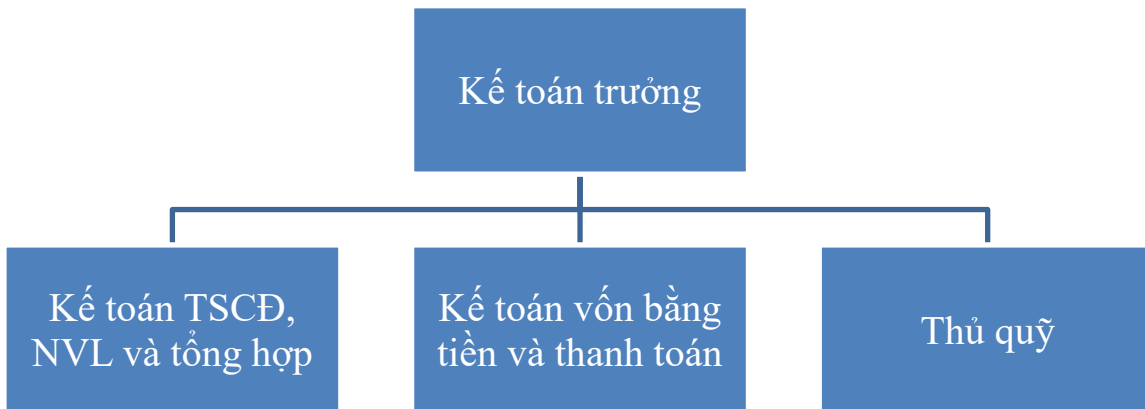 Kế toán trưởng
Kế toán TSCĐ,
NVL và tổng hợp
Kế toán vốn bằng
tiền và thanh toán
Thủ quỹ